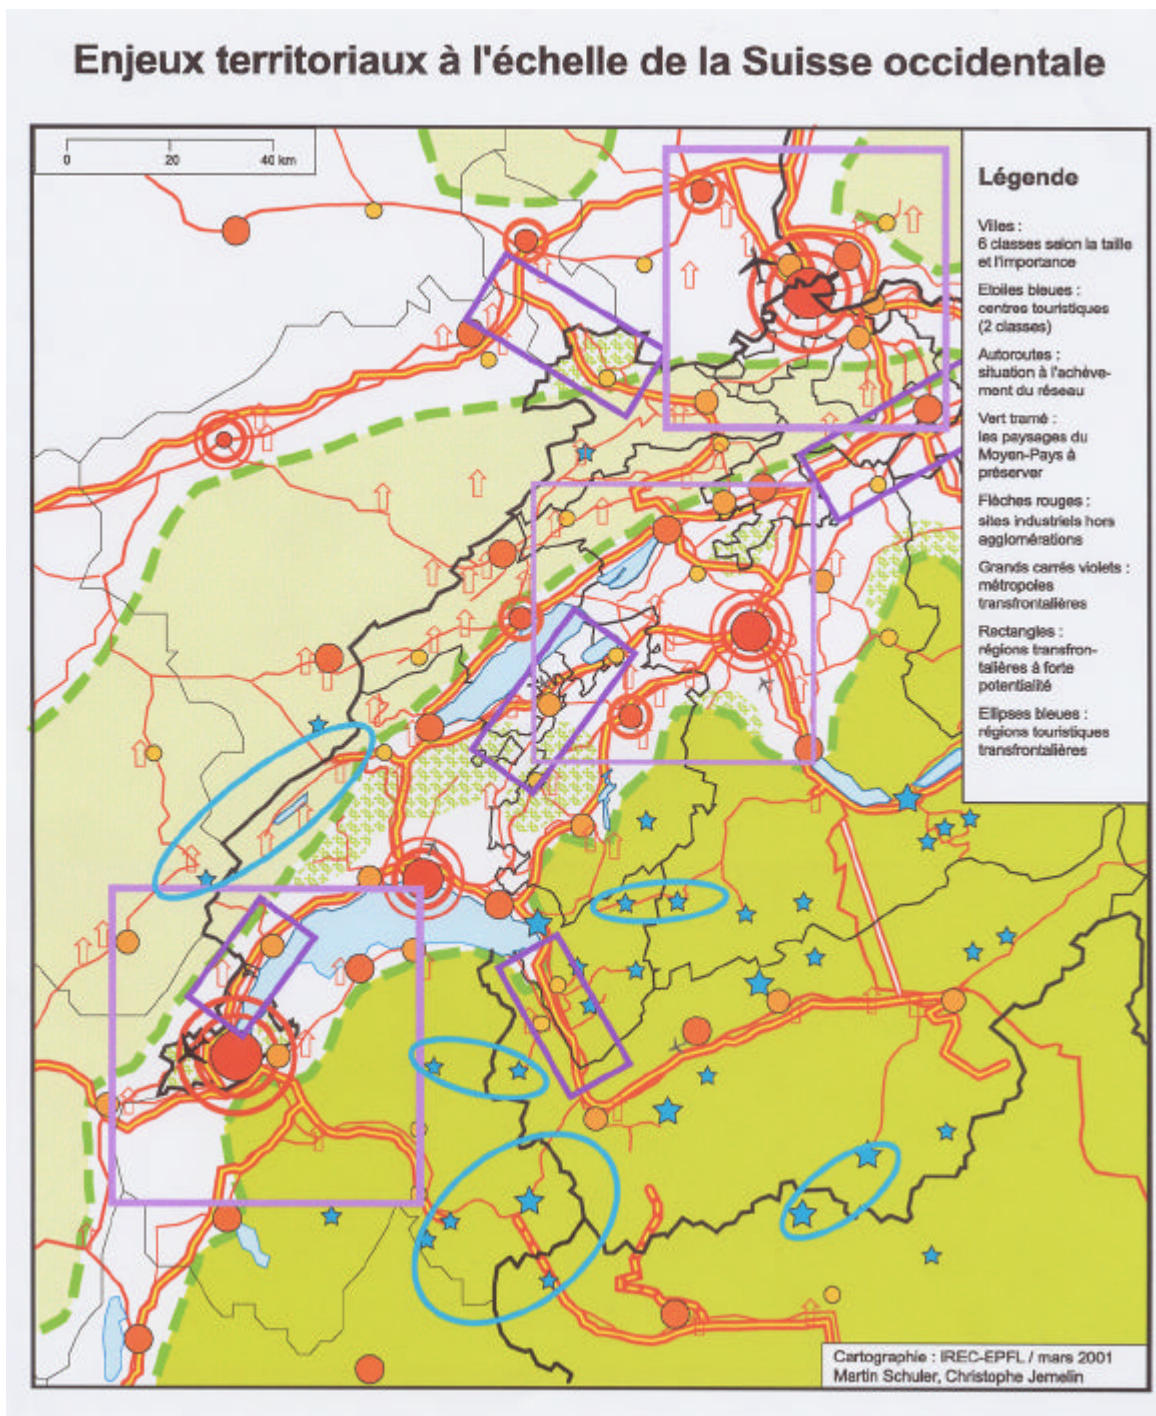 Enjeux territoriaux à l'échelle de la Suisse occidentale
0 20 40 km
Légende
Villes :
6 classes selon la taille
et l'importance
Etoiles bleues :
centres touristiques
(2 classes)
Autoroutes :
situation à l'achève-
ment du réseau
Vert tramé :
les paysages du
Moyen-Pays à
préserver
Flèches rouges :
sites industriels hors
agglomérations
Grands carrés violets :
métropoles
transfrontalières
Rectangles :
régions transfron-
talières à forte
potentialité
Ellipses bleues :
régions touristiques
transfrontalières
Cartographie : IREC-EPFL / mars 2001
Martin Schuler, Christophe Jemelin